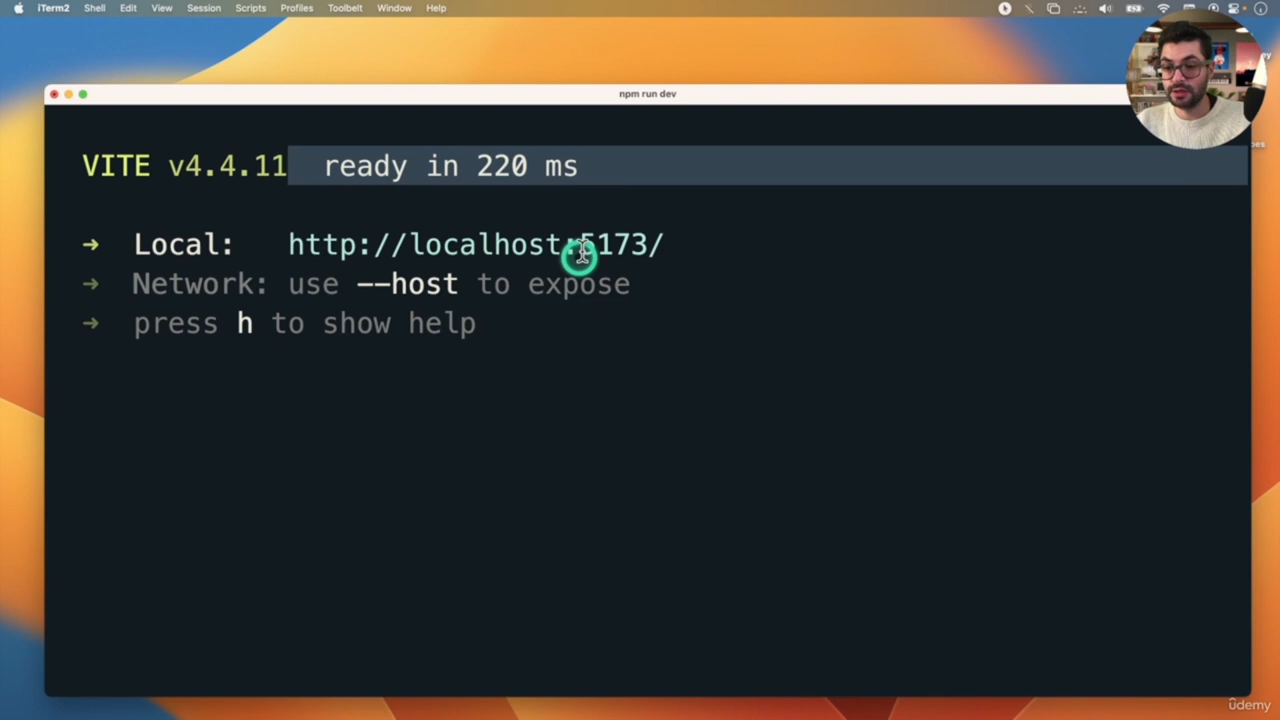 iTerm2 Shell Edit View Session Scripts Profiles Toolbelt Window Help
npm run dev
VITE v4.4.11 ready in 220 ms
➜ Local: http://localhost:5173/
➜ Network: use --host to expose
➜ press h to show help
ûdemy